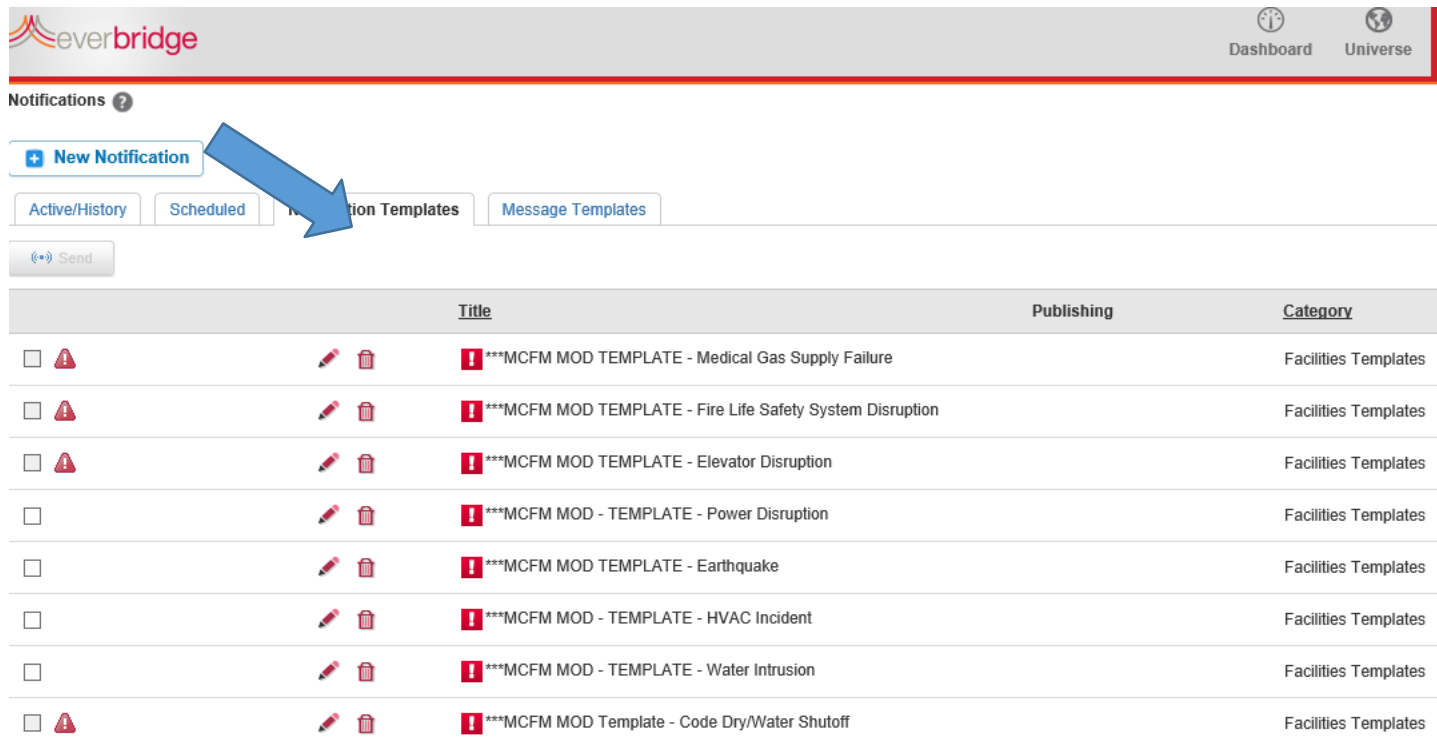 everbridge
Dashboard Universe
Notifications ?
New Notification
Active/History Scheduled Templates Message Templates
Send
Title Publishing Category
***MCFM MOD TEMPLATE - Medical Gas Supply Failure Facilities Templates
***MCFM MOD TEMPLATE - Fire Life Safety System Disruption Facilities Templates
***MCFM MOD TEMPLATE - Elevator Disruption Facilities Templates
***MCFM MOD - TEMPLATE - Power Disruption Facilities Templates
***MCFM MOD TEMPLATE - Earthquake Facilities Templates
***MCFM MOD - TEMPLATE - HVAC Incident Facilities Templates
***MCFM MOD - TEMPLATE - Water Intrusion Facilities Templates
***MCFM MOD Template - Code Dry/Water Shutoff Facilities Templates